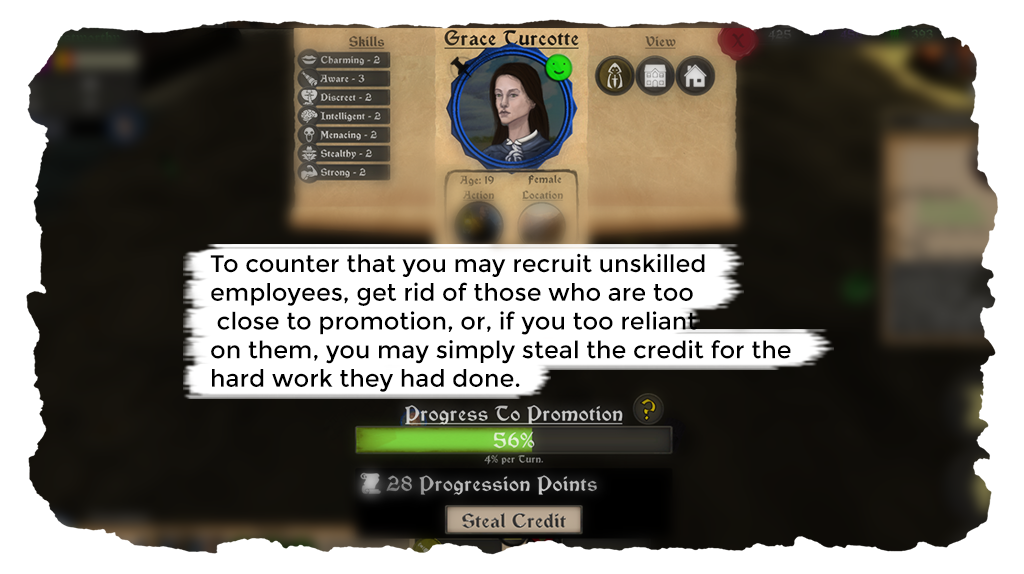 Grace Turcotte
Skills
View
Charming - 2
Aware - 3
Discreet - 2
Intelligent - 2
Menacing - 2
Stealthy - 2
Strong - 2
X
425
393
Age: 19
Female
Action
Location
To counter that you may recruit unskilled
employees, get rid of those who are too
close to promotion, or, if you too reliant
on them, you may simply steal the credit for the
hard work they had done.
Progress To Promotion
?
56%
4% per Turn.
28 Progression Points
Steal Credit